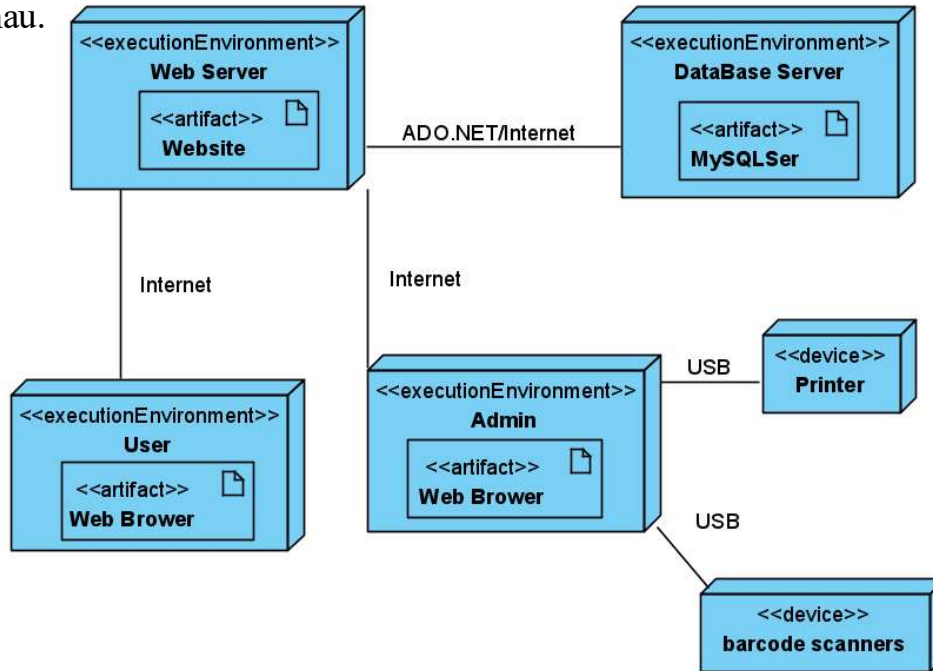 <<executionEnvironment>>
Web Server
<<artifact>>
Website
ADO.NET/Internet
<<executionEnvironment>>
DataBase Server
<<artifact>>
MySQLSer
Internet
Internet
<<executionEnvironment>>
User
<<artifact>>
Web Brower
<<executionEnvironment>>
Admin
<<artifact>>
Web Brower
USB
<<device>>
Printer
USB
<<device>>
barcode scanners